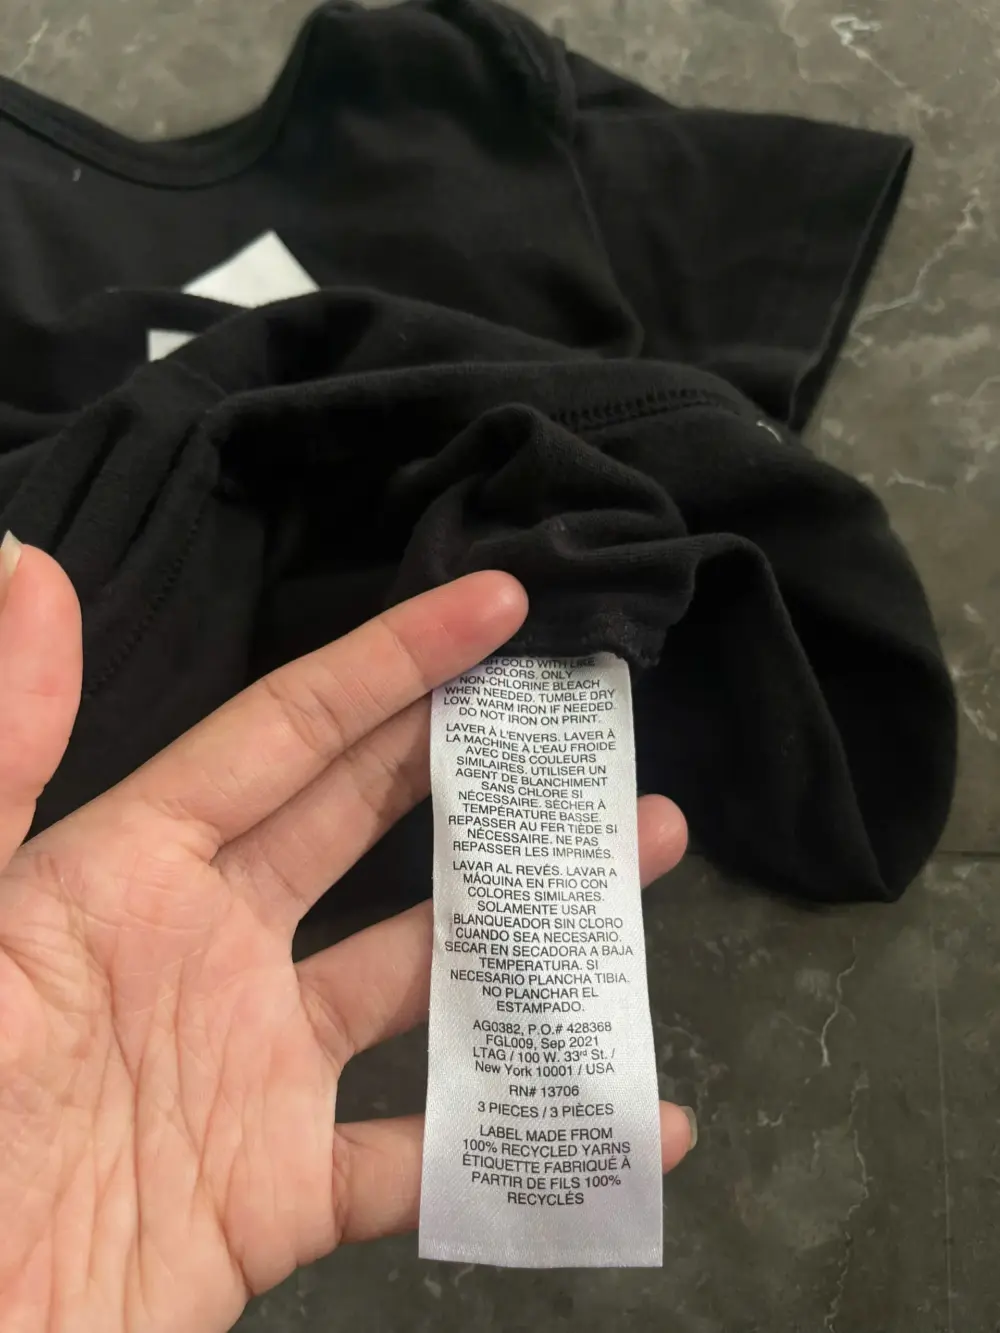 COLD WITH LIKE
COLORS. ONLY
NON-CHLORINE BLEACH
WHEN NEEDED. TUMBLE DRY
LOW. WARM IRON IF NEEDED.
DO NOT IRON ON PRINT.
LAVER À L'ENVERS. LAVER À
LA MACHINE À L'EAU FROIDE
AVEC DES COULEURS
SIMILAIRES. UTILISER UN
AGENT DE BLANCHIMENT
SANS CHLORE SI
NÉCESSAIRE. SÉCHER À
TEMPÉRATURE BASSE.
REPASSER AU FER TIÈDE SI
NÉCESSAIRE. NE PAS
REPASSER LES IMPRIMÉS.
LAVAR AL REVÉS. LAVAR A
MÁQUINA EN FRIO CON
COLORES SIMILARES.
SOLAMENTE USAR
BLANQUEADOR SIN CLORO
CUANDO SEA NECESARIO.
SECAR EN SECADORA A BAJA
TEMPERATURA. SI
NECESARIO PLANCHA TIBIA.
NO PLANCHAR EL
ESTAMPADO.
AG0382, P.O.# 428368
FGL009, Sep 2021
LTAG / 100 W. 33rd St. /
New York 10001 / USA
RN# 13706
3 PIECES / 3 PIÈCES
LABEL MADE FROM
100% RECYCLED YARNS
ÉTIQUETTE FABRIQUÉ À
PARTIR DE FILS 100%
RECYCLÉS